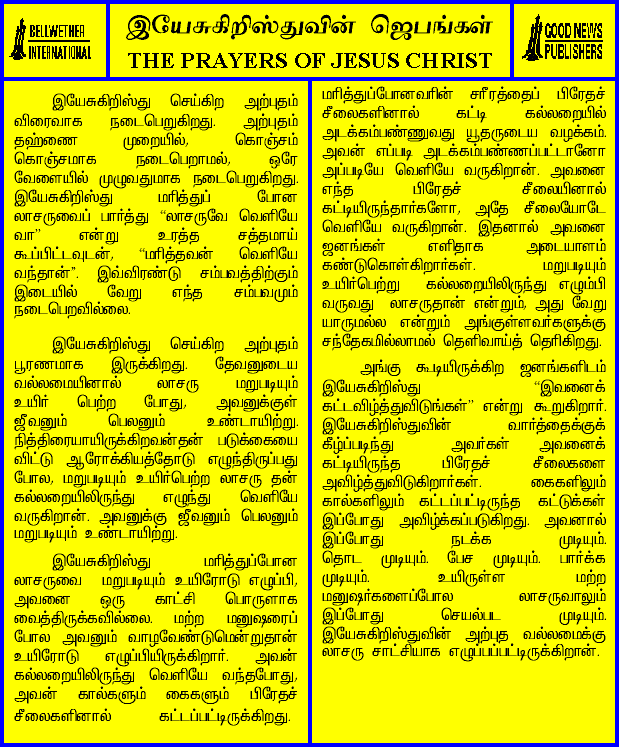 BELLWETHER
INTERNATIONAL
இயேசுகிறிஸ்துவின் ஜெபங்கள்
THE PRAYERS OF JESUS CHRIST
GOOD NEWS
PUBLISHERS
இயேசுகிறிஸ்து செய்கிற அற்புதம்
விரைவாக நடைபெறுகிறது. அற்புதம்
தஹ்ணை முறையில், கொஞ்சம்
கொஞ்சமாக நடைபெறாமல், ஒரே
வேளையில் முழுவதுமாக நடைபெறுகிறது.
இயேசுகிறிஸ்து மரித்துப் போன
லாசருவைப் பார்த்து “லாசருவே வெளியே
வா” என்று உரத்த சத்தமாய்
கூப்பிட்டவுடன், “மரித்தவன் வெளியே
வந்தான்”. இவ்விரண்டு சம்பவத்திற்கும்
இடையில் வேறு எந்த சம்பவமும்
நடைபெறவில்லை.
இயேசுகிறிஸ்து செய்கிற அற்புதம்
பூரணமாக இருக்கிறது. தேவனுடைய
வல்லமையினால் லாசரு மறுபடியும்
உயிர் பெற்ற போது, அவனுக்குள்
ஜீவனும் பெலனும் உண்டாயிற்று.
நித்திரையாயிருக்கிறவன்தன் படுக்கையை
விட்டு ஆரோக்கியத்தோடு எழுந்திருப்பது
போல, மறுபடியும் உயிர்பெற்ற லாசரு தன்
கல்லறையிலிருந்து எழுந்து வெளியே
வருகிறான். அவனுக்கு ஜீவனும் பெலனும்
மறுபடியும் உண்டாயிற்று.
இயேசுகிறிஸ்து மரித்துப்போன
லாசருவை மறுபடியும் உயிரோடு எழுப்பி,
அவனை ஒரு காட்சி பொருளாக
வைத்திருக்கவில்லை. மற்ற மனுஷரைப்
போல அவனும் வாழவேண்டுமென்றுதான்
உயிரோடு எழுப்பியிருக்கிறார். அவன்
கல்லறையிலிருந்து வெளியே வந்தபோது,
அவன் கால்களும் கைகளும் பிரேதச்
சீலைகளினால் கட்டப்பட்டிருக்கிறது.
மரித்துப்போனவரின் சரீரத்தைப் பிரேதச்
சீலைகளினால் கட்டி கல்லறையில்
அடக்கம்பண்ணுவது யூதருடைய வழக்கம்.
அவன் எப்படி அடக்கம்பண்ணப்பட்டானோ
அப்படியே வெளியே வருகிறான். அவனை
எந்த பிரேதச் சீலையினால்
கட்டியிருந்தார்களோ, அதே சீலையோடே
வெளியே வருகிறான். இதனால் அவனை
ஜனங்கள் எளிதாக அடையாளம்
கண்டுகொள்கிறார்கள். மறுபடியும்
உயிர்பெற்று கல்லறையிலிருந்து எழும்பி
வருவது லாசருதான் என்றும், அது வேறு
யாருமல்ல என்றும் அங்குள்ளவர்களுக்கு
சந்தேகமில்லாமல் தெளிவாய்த் தெரிகிறது.
அங்கு கூடியிருக்கிற ஜனங்களிடம்
இயேசுகிறிஸ்து “இவனைக்
கட்டவிழ்த்துவிடுங்கள்” என்று கூறுகிறார்.
இயேசுகிறிஸ்துவின் வார்த்தைக்குக்
கீழ்ப்படிந்து அவர்கள் அவனைக்
கட்டியிருந்த பிரேதச் சீலைகளை
அவிழ்த்துவிடுகிறார்கள். கைகளிலும்
கால்களிலும் கட்டப்பட்டிருந்த கட்டுக்கள்
இப்போது அவிழ்க்கப்படுகிறது. அவனால்
இப்போது நடக்க முடியும்.
தொட முடியும். பேச முடியும். பார்க்க
முடியும். உயிருள்ள மற்ற
மனுஷர்களைப்போல லாசருவாலும்
இப்போது செயல்பட முடியும்.
இயேசுகிறிஸ்துவின் அற்புத வல்லமைக்கு
லாசரு சாட்சியாக எழுப்பப்பட்டிருக்கிறான்.